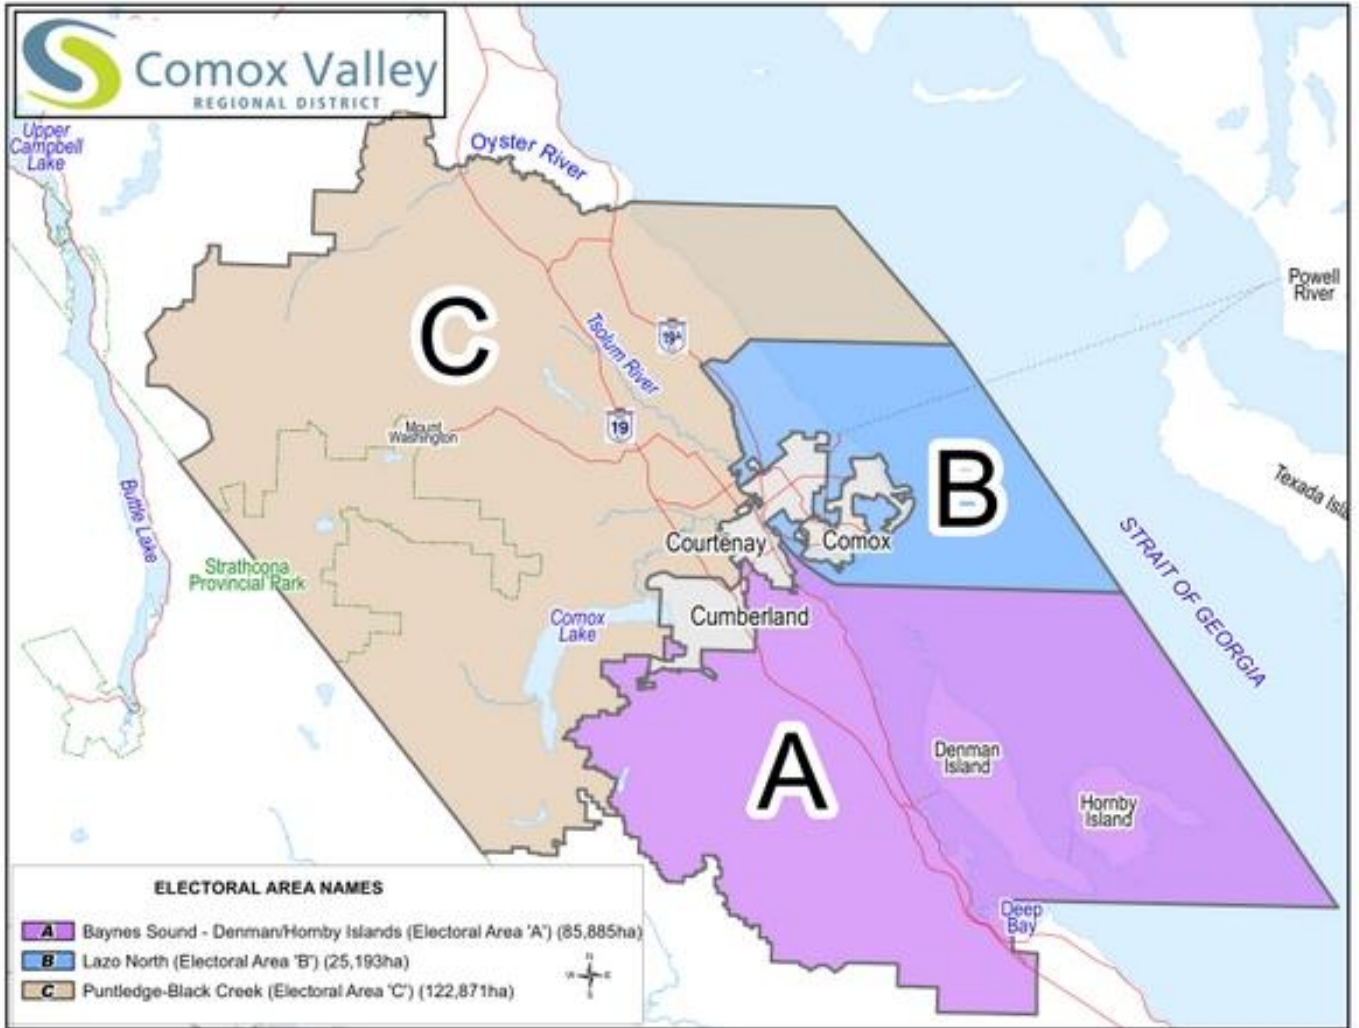 Comox Valley
REGIONAL DISTRICT
Upper
Campbell
Lake
Oyster River
Powell
River
C
Tsolum River
19A
19
Mount
Washington
B
Texada Isla
Buttle Lake
STRAIT OF GEORGIA
Courtenay
Comox
Strathcona
Provincial Park
Comox
Lake
Cumberland
A
Denman
Island
Hornby
Island
Deep
Bay
ELECTORAL AREA NAMES
A Baynes Sound - Denman/Hornby Islands (Electoral Area 'A') (85,885ha)
B Lazo North (Electoral Area 'B') (25,193ha)
C Puntledge-Black Creek (Electoral Area 'C') (122,871ha)
N
W E
S